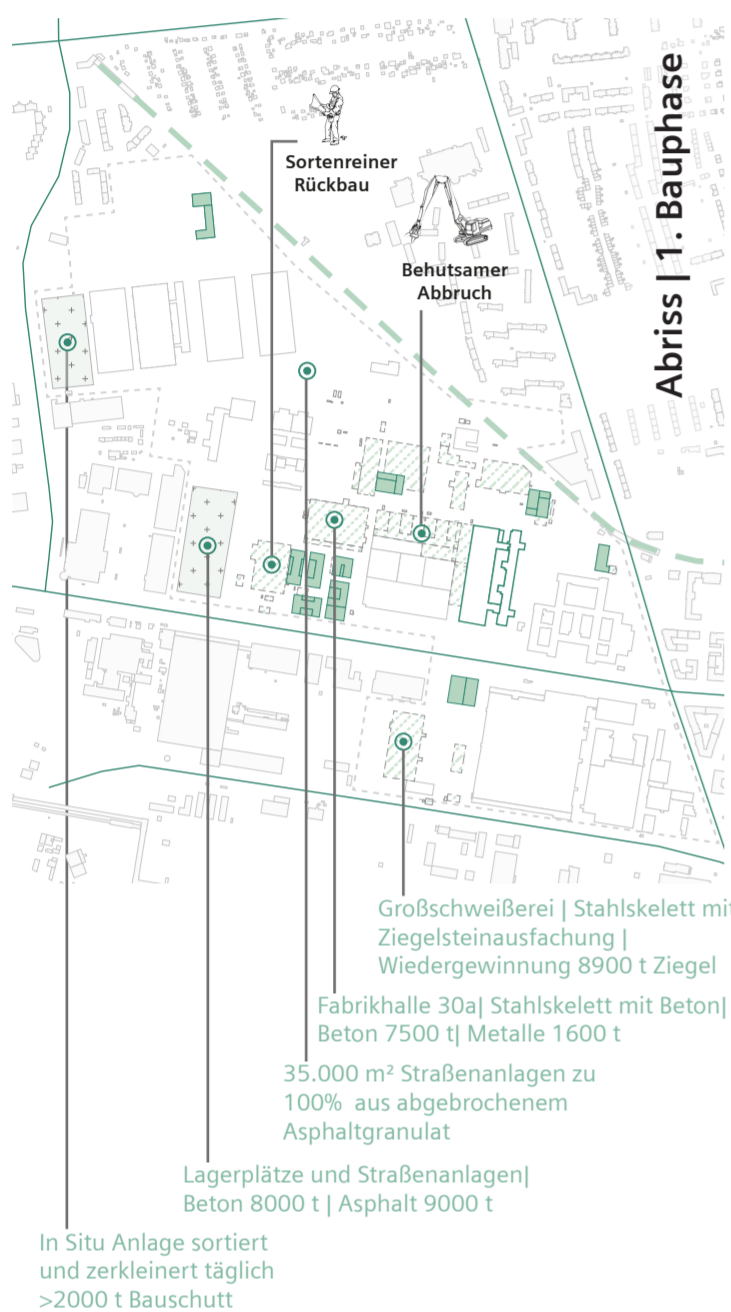 Abriss | 1. Bauphase
Sortenreiner
Rückbau
Behutsamer
Abbruch
Großschweißerei | Stahlskelett mit
Ziegelsteinausfachung |
Wiedergewinnung 8900 t Ziegel
Fabrikhalle 30a| Stahlskelett mit Beton|
Beton 7500 t| Metalle 1600 t
35.000 m² Straßenanlagen zu
100% aus abgebrochenem
Asphaltgranulat
Lagerplätze und Straßenanlagen|
Beton 8000 t | Asphalt 9000 t
In Situ Anlage sortiert
und zerkleinert täglich
>2000 t Bauschutt